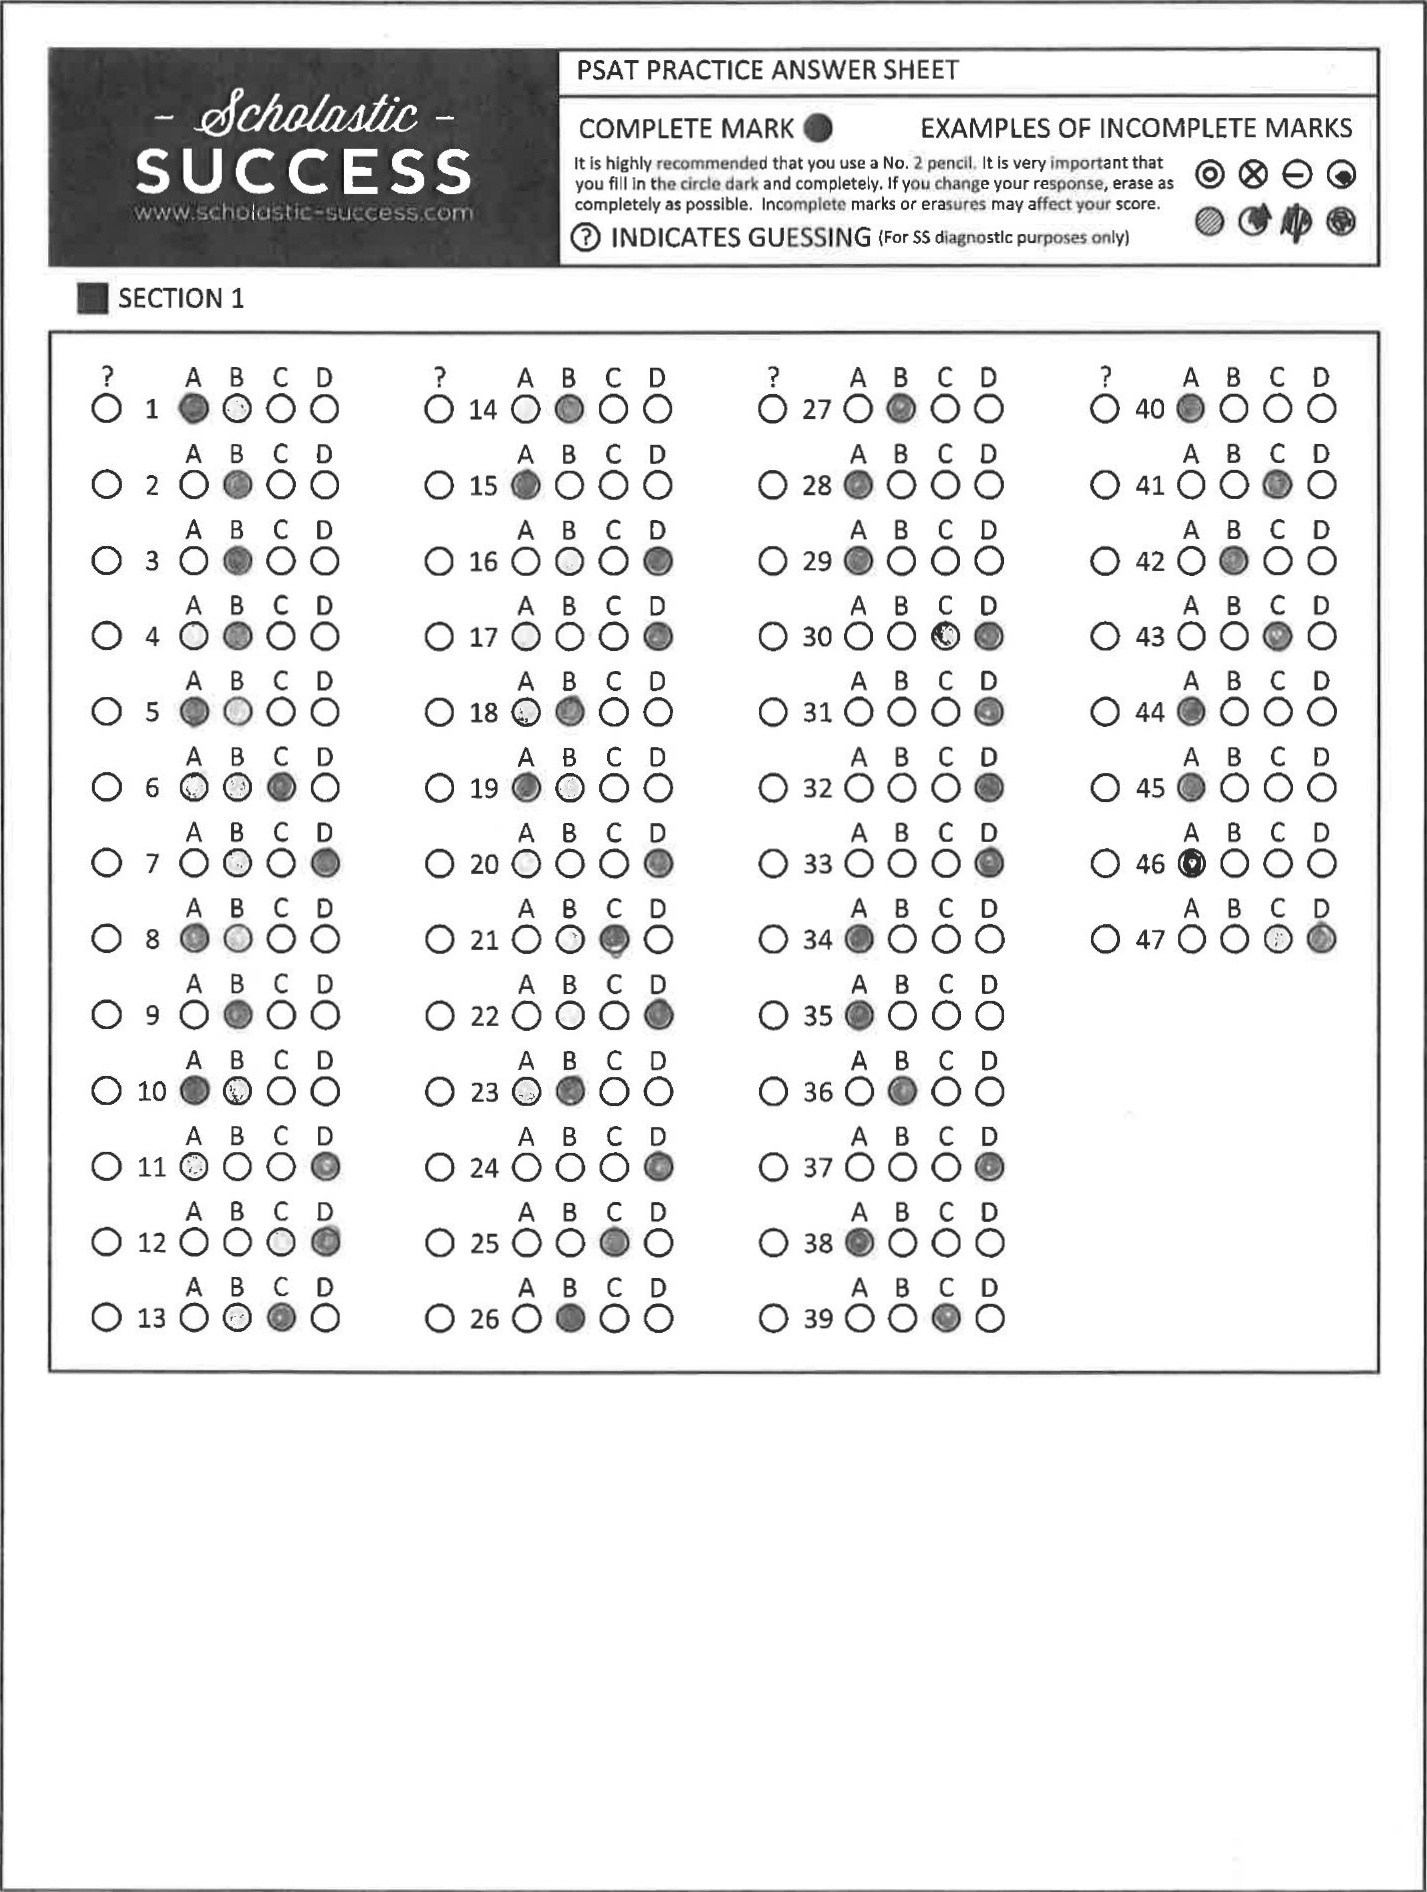 - Scholastic -
SUCCESS
www.scholastic-success.com
PSAT PRACTICE ANSWER SHEET
COMPLETE MARK
EXAMPLES OF INCOMPLETE MARKS
It is highly recommended that you use a No. 2 pencil. It is very important that
you fill in the circle dark and completely. If you change your response, erase as
completely as possible. Incomplete marks or erasures may affect your score.
? INDICATES GUESSING (For SS diagnostic purposes only)
SECTION 1
? A B C D
1
A B C D
2
A B C D
3
A B C D
4
A B C D
5
A B C D
6
A B C D
7
A B C D
8
A B C D
9
A B C D
10
A B C D
11
A B C D
12
A B C D
13
? A B C D
14
A B C D
15
A B C D
16
A B C D
17
A B C D
18
A B C D
19
A B C D
20
A B C D
21
A B C D
22
A B C D
23
A B C D
24
A B C D
25
A B C D
26
? A B C D
27
A B C D
28
A B C D
29
A B C D
30
A B C D
31
A B C D
32
A B C D
33
A B C D
34
A B C D
35
A B C D
36
A B C D
37
A B C D
38
A B C D
39
? A B C D
40
A B C D
41
A B C D
42
A B C D
43
A B C D
44
A B C D
45
A B C D
46
A B C D
47